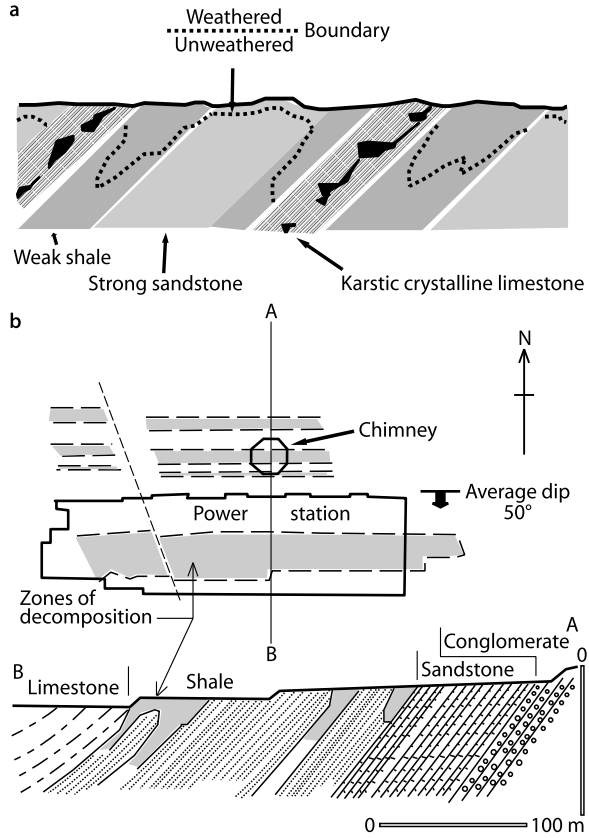 a
Weathered
Unweathered
Boundary
Weak shale
Strong sandstone
Karstic crystalline limestone
b
A
N
Chimney
Average dip
50°
Power station
Zones of
decomposition
B
A
Conglomerate
0
B
Sandstone
Limestone
Shale
0
100 m